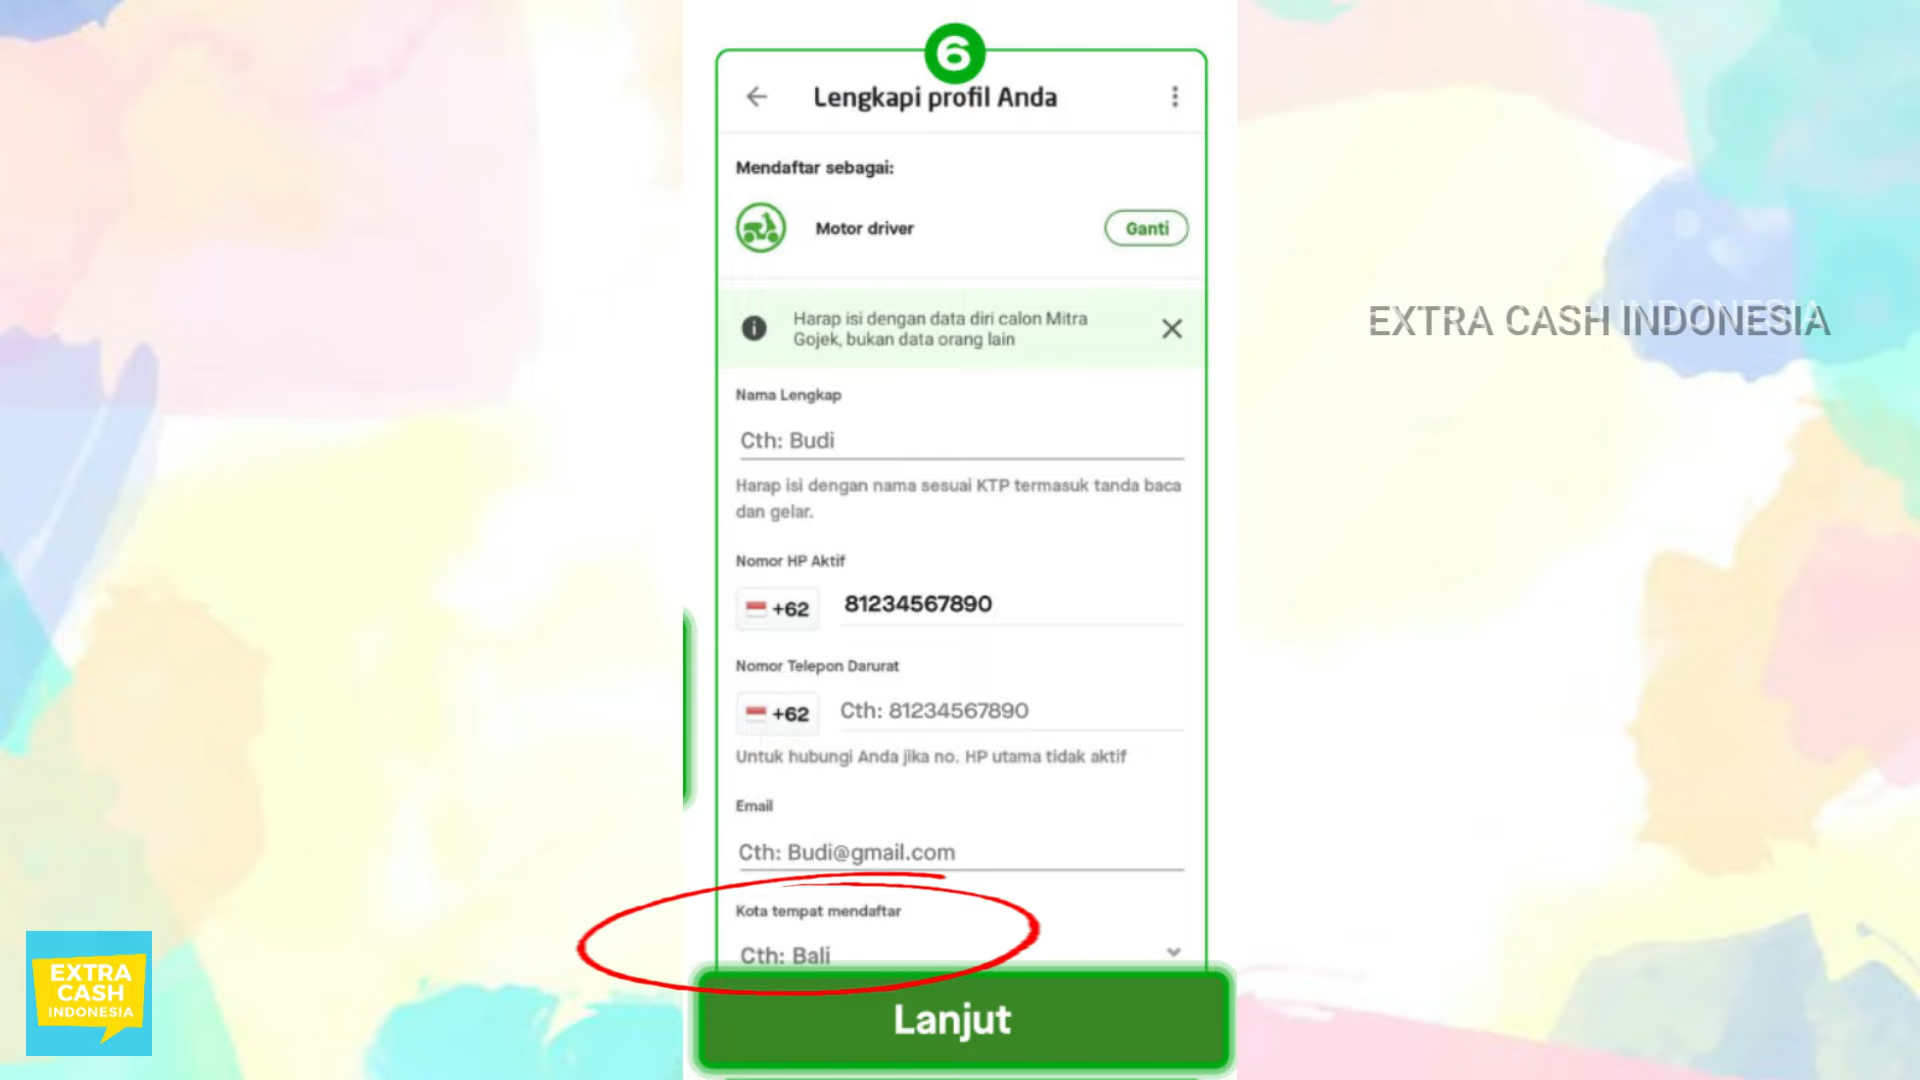 6
Lengkapi profil Anda
Mendaftar sebagai:
Motor driver
Ganti
Harap isi dengan data diri calon Mitra
Gojek, bukan data orang lain
EXTRA CASH INDONESIA
Nama Lengkap
Cth: Budi
Harap isi dengan nama sesuai KTP termasuk tanda baca
dan gelar.
Nomor HP Aktif
+62 81234567890
Nomor Telepon Darurat
+62 Cth: 81234567890
Untuk hubungi Anda jika no. HP utama tidak aktif
Email
Cth: Budi@gmail.com
Kota tempat mendaftar
Cth: Bali
Lanjut
EXTRA
CASH
INDONESIA